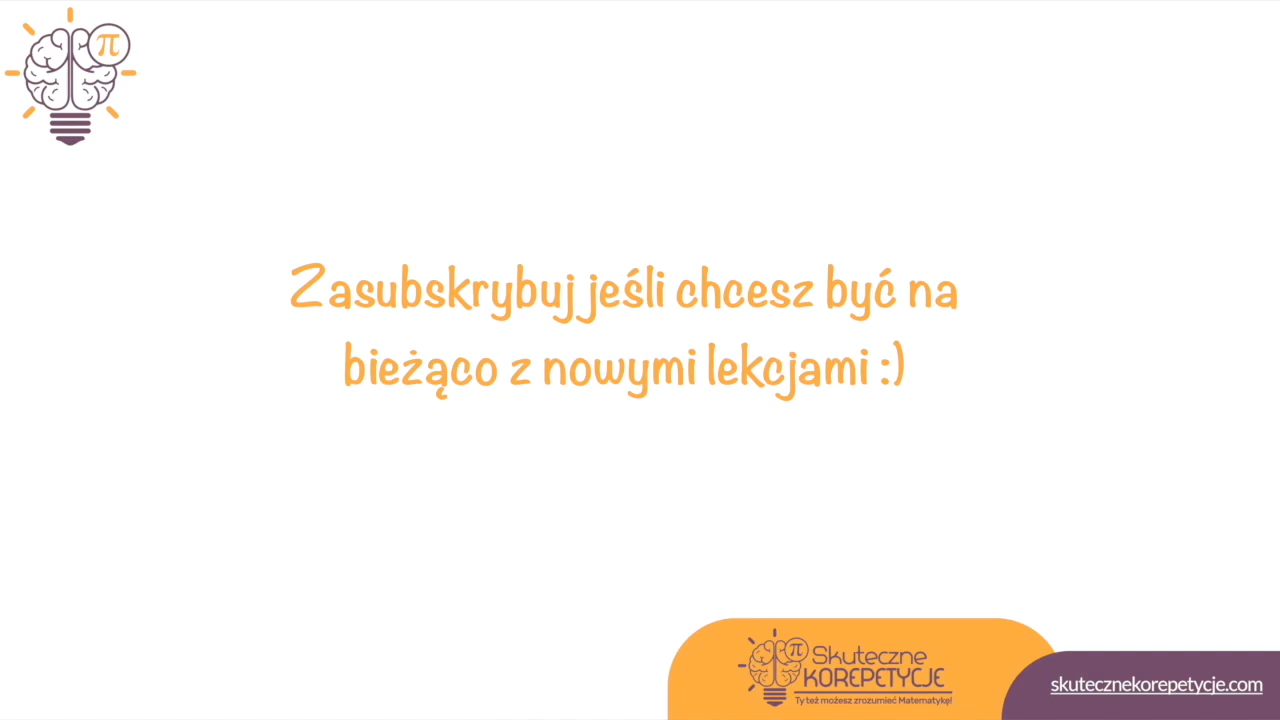 π
Zasubskrybuj jeśli chcesz być na
bieżąco z nowymi lekcjami :)
π
Skuteczne
KOREPETYCJE
Ty też możesz zrozumieć Matematykę!
skutecznekorepetycje.com